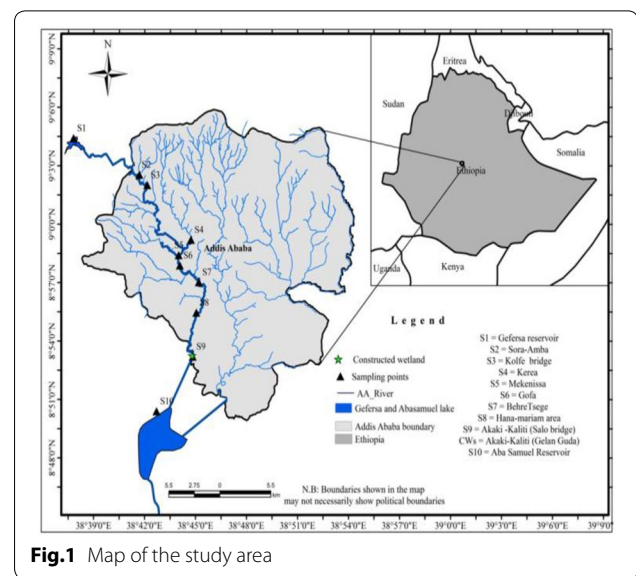 N
9°9'0"N
9°6'0"N
9°3'0"N
9°0'0"N
8°57'0"N
8°54'0"N
8°51'0"N
8°48'0"N
S1
S2
S3
S4
Addis Ababa
S5
S6
S7
S8
S9
S10
Eritrea
Sudan
Djibouti
Somalia
Ethiopia
Uganda
Kenya
Legend
Constructed wetland
Sampling points
AA_River
Gefersa and Abasamuel lake
Addis Ababa boundary
Ethiopia
S1 = Gefersa reservoir
S2 = Sora-Amba
S3 = Kolfe bridge
S4 = Kerea
S5 = Mekenissa
S6 = Gofa
S7 = BehreTsege
S8 = Hana-mariam area
S9 = Akaki -Kaliti (Salo bridge)
CWs = Akaki-Kaliti (Gelan Guda)
S10 = Aba Samuel Reservoir
5.5 2.75 0 5.5
km
N.B: Boundaries shown in the map
may not necessarily show political boundaries
38°39'0"E 38°42'0"E 38°45'0"E 38°48'0"E 38°51'0"E 38°54'0"E 38°57'0"E 39°0'0"E 39°3'0"E 39°6'0"E 39°9'0
Fig.1 Map of the study area